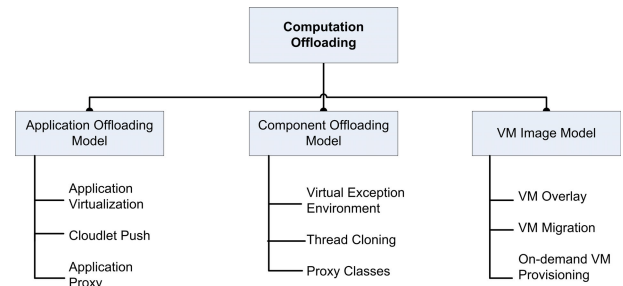 Computation
Offloading
Application Offloading
Model
Component Offloading
Model
VM Image Model
Application
Virtualization
Cloudlet Push
Application
Proxy
Virtual Exception
Environment
Thread Cloning
Proxy Classes
VM Overlay
VM Migration
On-demand VM
Provisioning